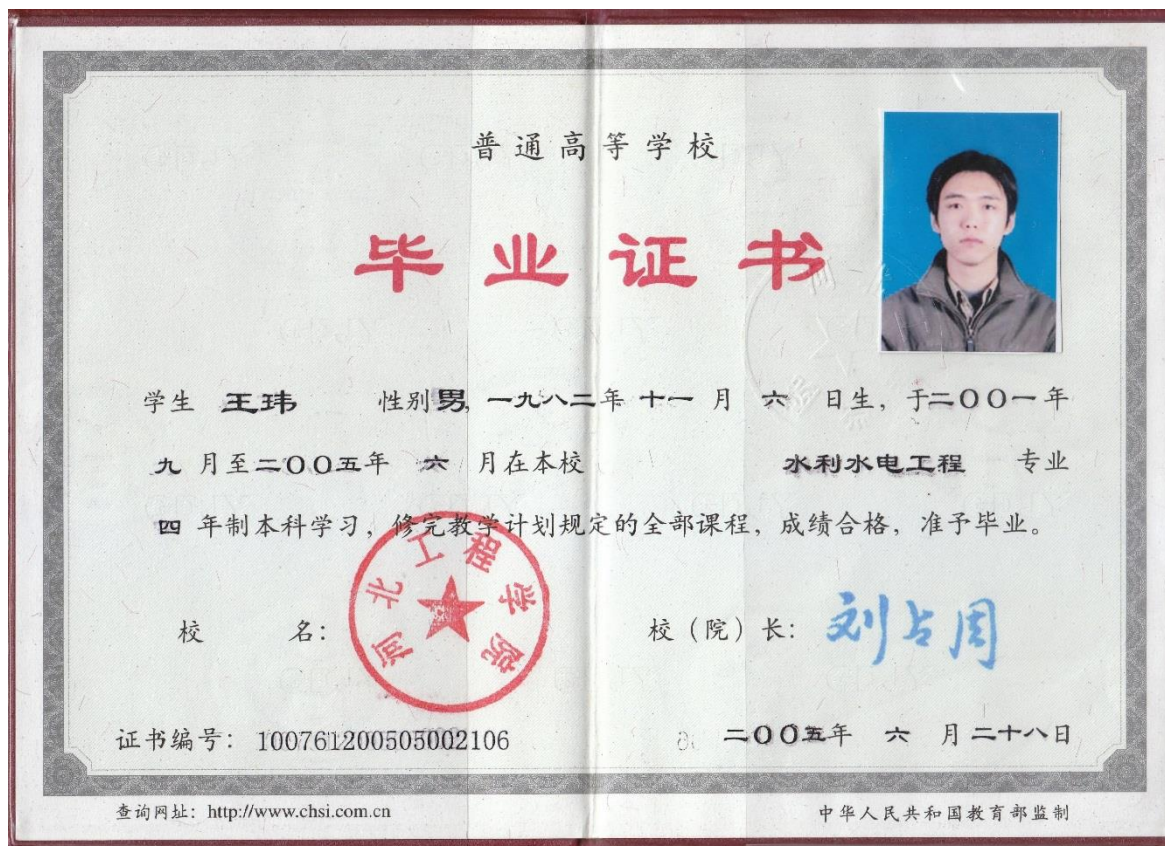 普通高等学校
毕业证书
学生 王玮 性别男, 一九八二年 十一 月 六 日生, 于二〇〇一年
九 月至二〇〇五年 六 月在本校 水利水电工程 专业
四 年制本科学习, 修完教学计划规定的全部课程, 成绩合格, 准予毕业。
河北工程学院
校 名: 校（院）长: 刘占周
证书编号: 100761200505002106 二〇〇五年 六 月 二十八日
查询网址: http://www.chsi.com.cn 中华人民共和国教育部监制